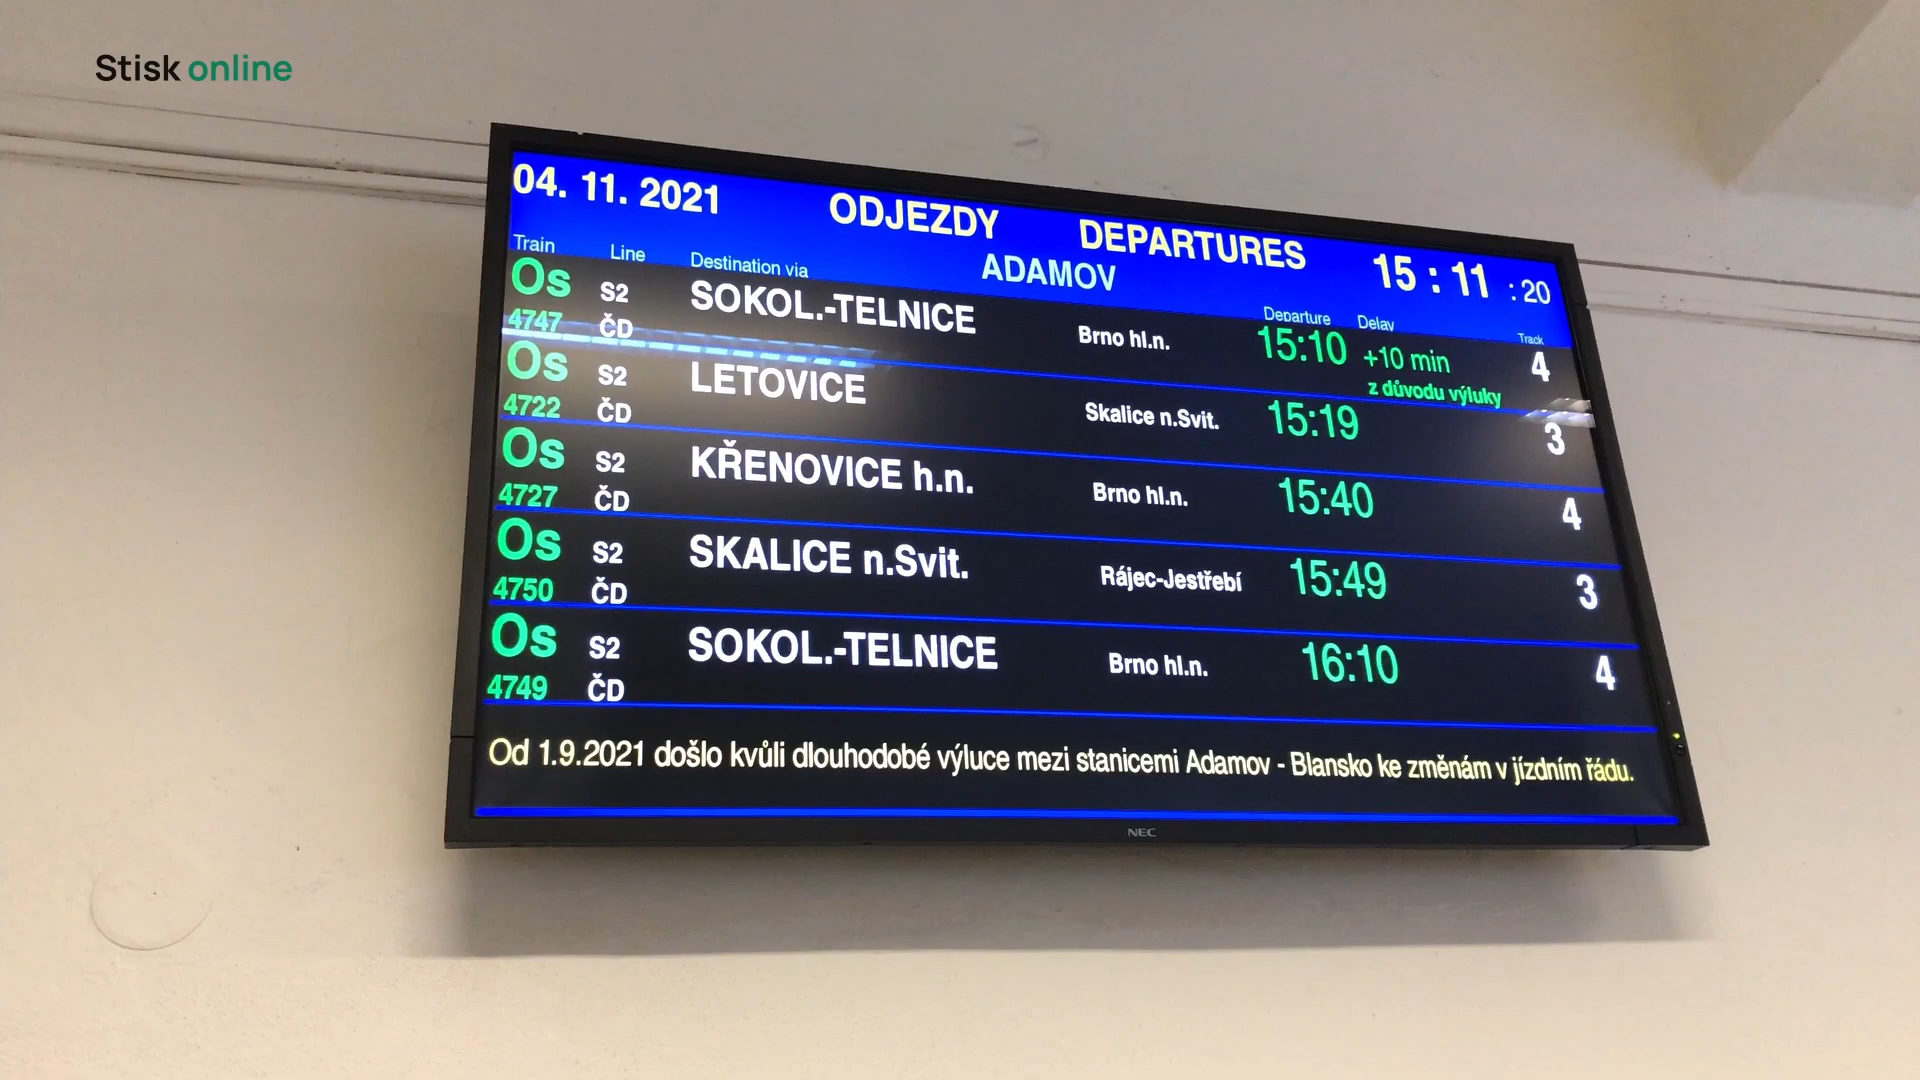 Stisk online
04. 11. 2021 ODJEZDY DEPARTURES 15 : 11 : 20
ADAMOV
Train Line Destination via Departure Delay Track
Os S2 SOKOL.-TELNICE Brno hl.n. 15:10 +10 min 4
4747 ČD z důvodu výluky
Os S2 LETOVICE Skalice n.Svit. 15:19 3
4722 ČD
Os S2 KŘENOVICE h.n. Brno hl.n. 15:40 4
4727 ČD
Os S2 SKALICE n.Svit. Rájec-Jestřebí 15:49 3
4750 ČD
Os S2 SOKOL.-TELNICE Brno hl.n. 16:10 4
4749 ČD
Od 1.9.2021 došlo kvůli dlouhodobé výluce mezi stanicemi Adamov - Blansko ke změnám v jízdním řádu.
NEC